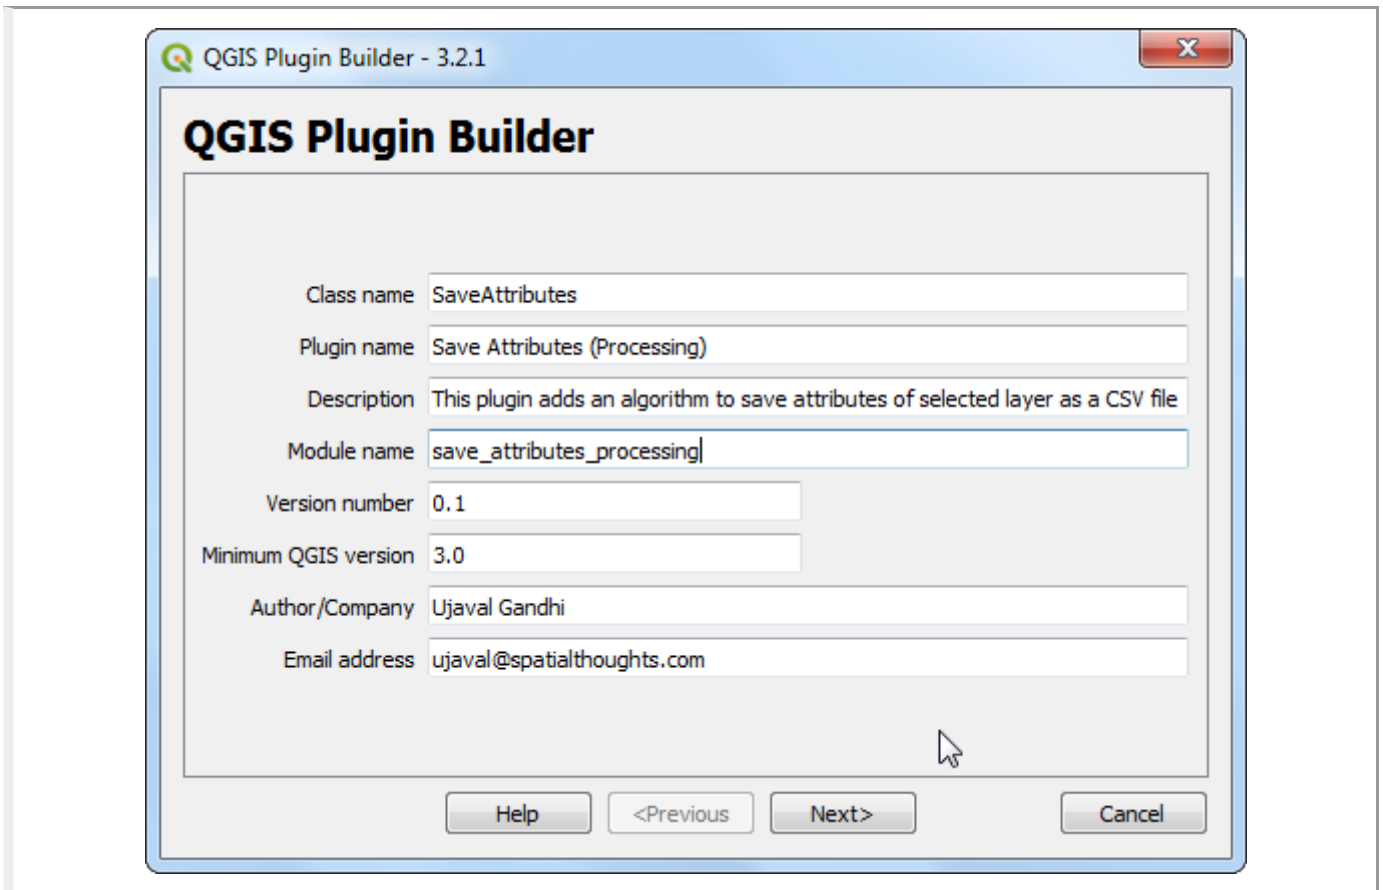 QGIS Plugin Builder - 3.2.1
QGIS Plugin Builder
Class name SaveAttributes
Plugin name Save Attributes (Processing)
Description This plugin adds an algorithm to save attributes of selected layer as a CSV file
Module name save_attributes_processing
Version number 0.1
Minimum QGIS version 3.0
Author/Company Ujaval Gandhi
Email address ujaval@spatialthoughts.com
Help <Previous Next> Cancel